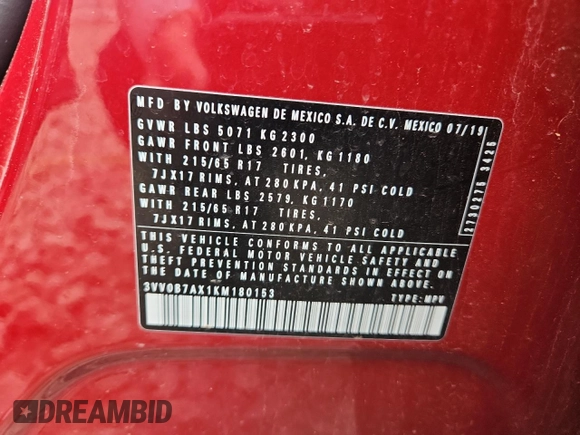 MFD BY VOLKSWAGEN DE MEXICO S.A. DE C.V. MEXICO 07/19
GVWR LBS 5071 KG 2300
GAWR FRONT LBS 2601, KG 1180
WITH 215/65 R17 TIRES,
7JX17 RIMS, AT 280 KPA, 41 PSI COLD
GAWR REAR LBS 2579, KG 1170
WITH 215/65 R17 TIRES,
7JX17 RIMS, AT 280 KPA, 41 PSI COLD
THIS VEHICLE CONFORMS TO ALL APPLICABLE
U.S. FEDERAL MOTOR VEHICLE SAFETY AND
THEFT PREVENTION STANDARDS IN EFFECT ON
THE DATE OF MANUFACTURE SHOWN ABOVE.
3VV0B7AX1KM180153
TYPE: MPV
2730275 3425
DREAMBID